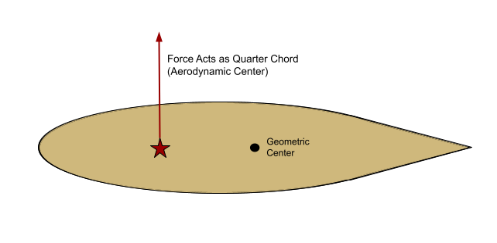 Force Acts as Quarter Chord
(Aerodynamic Center)
Geometric
Center